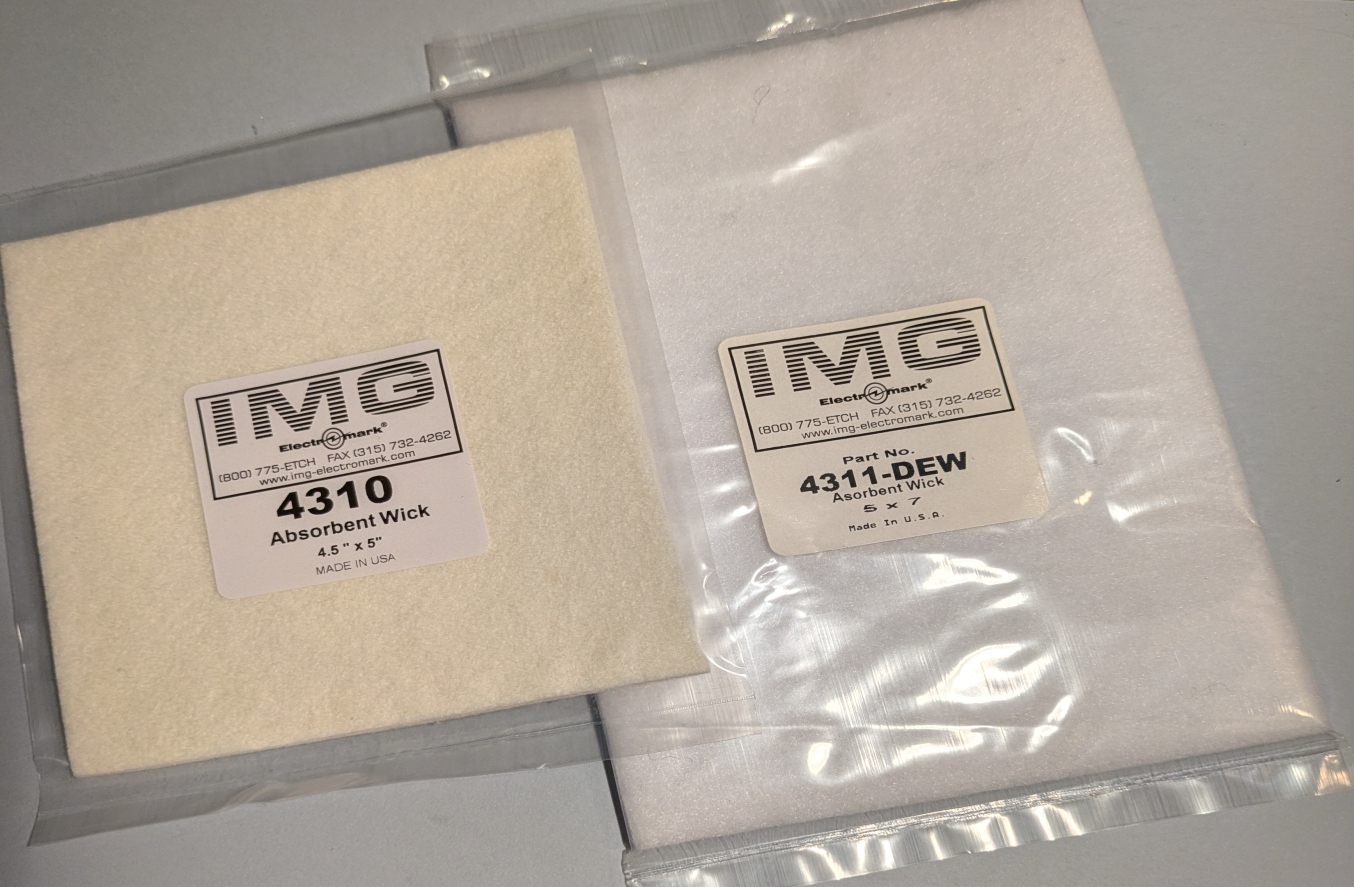 IMG
Electromark®
(800) 775-ETCH FAX (315) 732-4262
www.img-electromark.com
4310
Absorbent Wick
4.5 " x 5"
MADE IN USA
IMG
Electromark®
(800) 775-ETCH FAX (315) 732-4262
www.img-electromark.com
Part No.
4311-DEW
Asorbent Wick
5 x 7
Made In U.S.A.